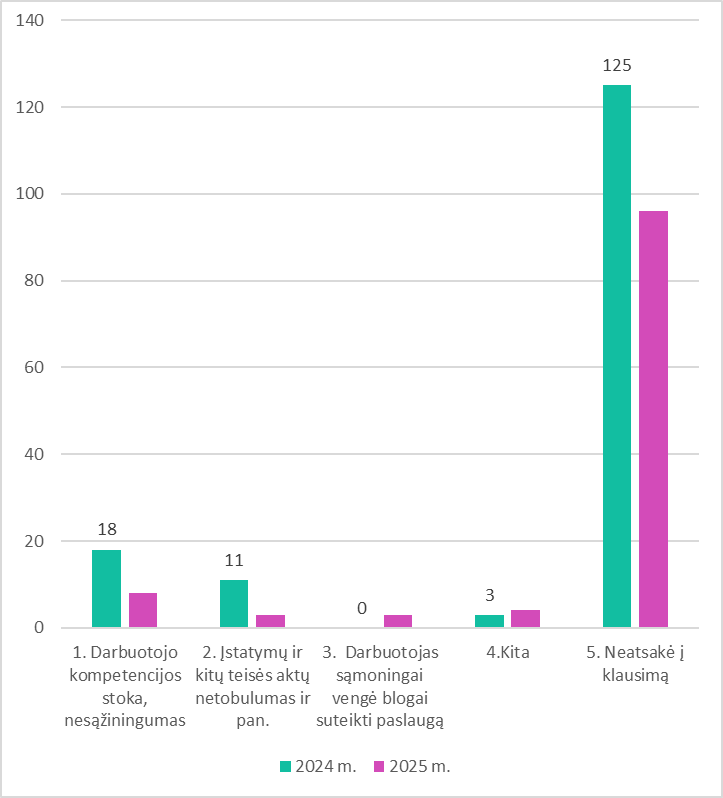 140
120
100
80
60
40
20
0
125
18
11
0
3
1. Darbuotojo
kompetencijos
stoka,
nesąžiningumas
2. Įstatymų ir
kitų teisės aktų
netobulumas ir
pan.
3.  Darbuotojas
sąmoningai
vengė blogai
suteikti paslaugą
4.Kita
5. Neatsakė į
klausimą
2024 m.
2025 m.